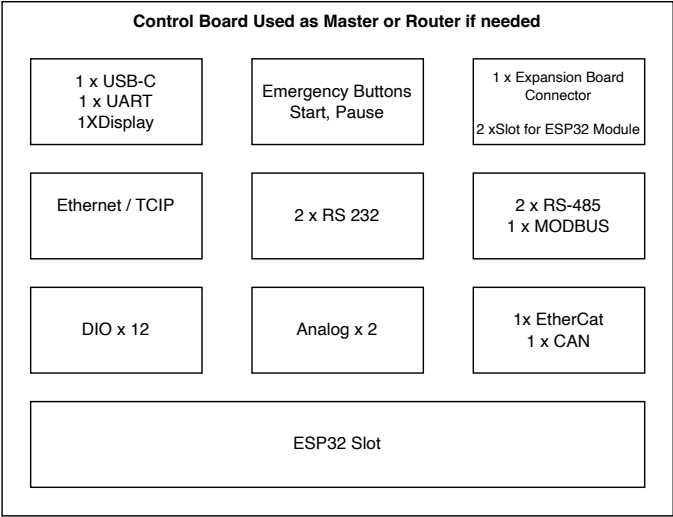 Control Board Used as Master or Router if needed
1 x USB-C
1 x UART
1XDisplay
Emergency Buttons
Start, Pause
1 x Expansion Board
Connector
2 xSlot for ESP32 Module
Ethernet / TCIP
2 x RS 232
2 x RS-485
1 x MODBUS
DIO x 12
Analog x 2
1x EtherCat
1 x CAN
ESP32 Slot